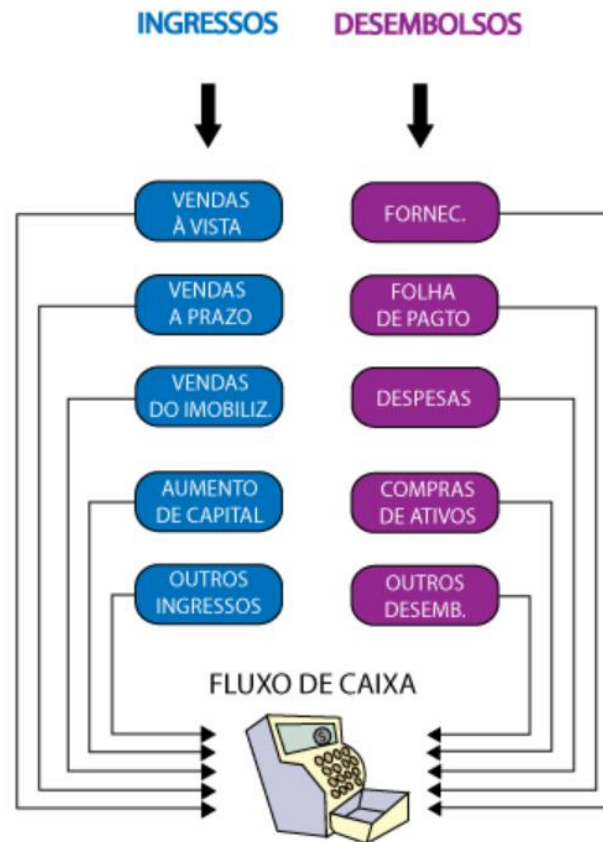 INGRESSOS
DESEMBOLSOS
VENDAS
À VISTA
FORNEC.
VENDAS
A PRAZO
FOLHA
DE PAGTO
VENDAS
DO IMOBILIZ.
DESPESAS
AUMENTO
DE CAPITAL
COMPRAS
DE ATIVOS
OUTROS
INGRESSOS
OUTROS
DESEMB.
FLUXO DE CAIXA
$